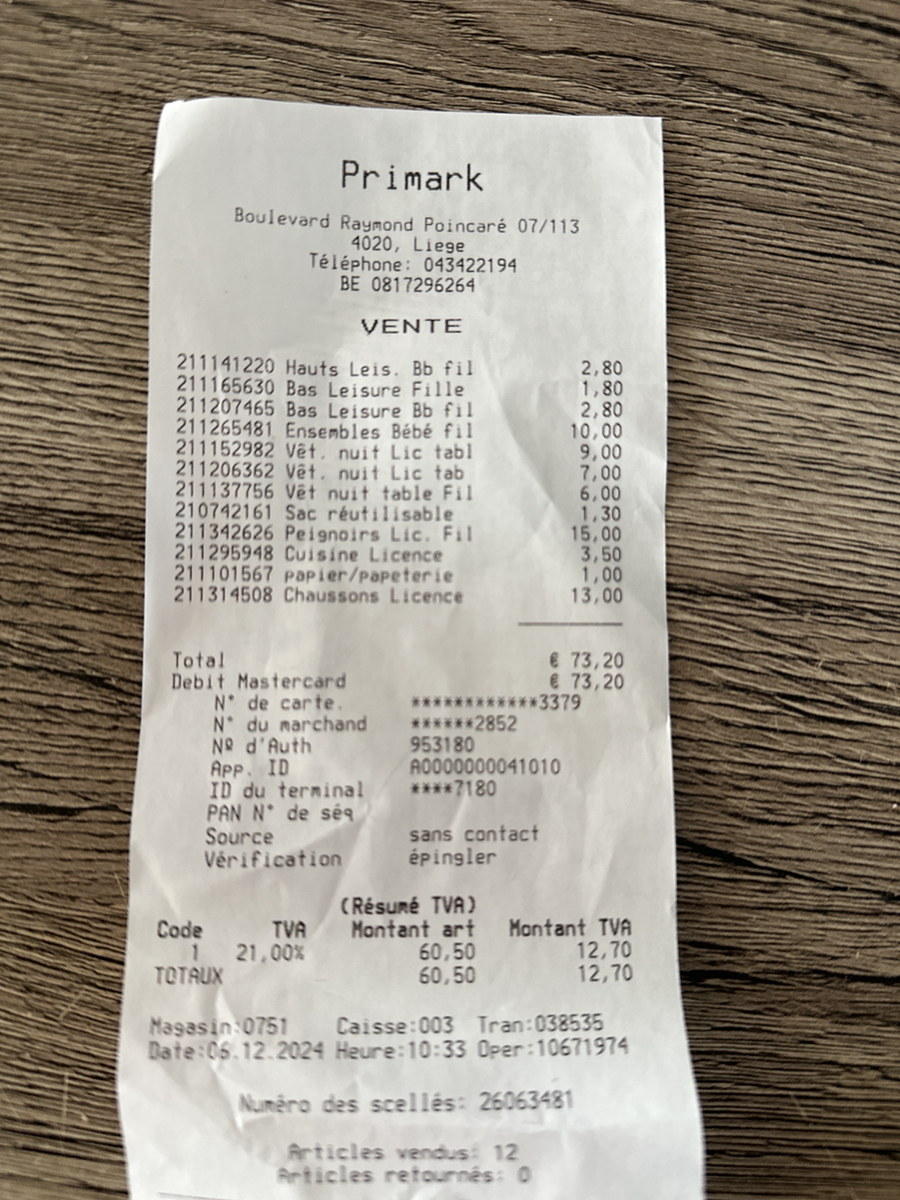 Primark
Boulevard Raymond Poincaré 07/113
4020, Liege
Téléphone: 043422194
BE 0817296264
VENTE
211141220 Hauts Leis. Bb fil 2,80
211165630 Bas Leisure Fille 1,80
211207465 Bas Leisure Bb fil 2,80
211265481 Ensembles Bébé fil 10,00
211152982 Vêt. nuit Lic tabl 9,00
211206362 Vêt. nuit Lic tab 7,00
211137756 Vêt nuit table Fil 6,00
210742161 Sac réutilisable 1,30
211342626 Peignoirs Lic. Fil 15,00
211295948 Cuisine Licence 3,50
211101567 papier/papeterie 1,00
211314508 Chaussons Licence 13,00
Total € 73,20
Debit Mastercard € 73,20
N° de carte. ************3379
N° du marchand ******2852
Nº d'Auth 953180
App. ID A0000000041010
ID du terminal ****7180
PAN N° de séq
Source sans contact
Vérification épingler
(Résumé TVA)
Code TVA Montant art Montant TVA
1 21,00% 60,50 12,70
TOTAUX 60,50 12,70
Magasin:0751 Caisse:003 Tran:038535
Date:06.12.2024 Heure:10:33 Oper:10671974
Numéro des scellés: 26063481
Articles vendus: 12
Articles retournés: 0